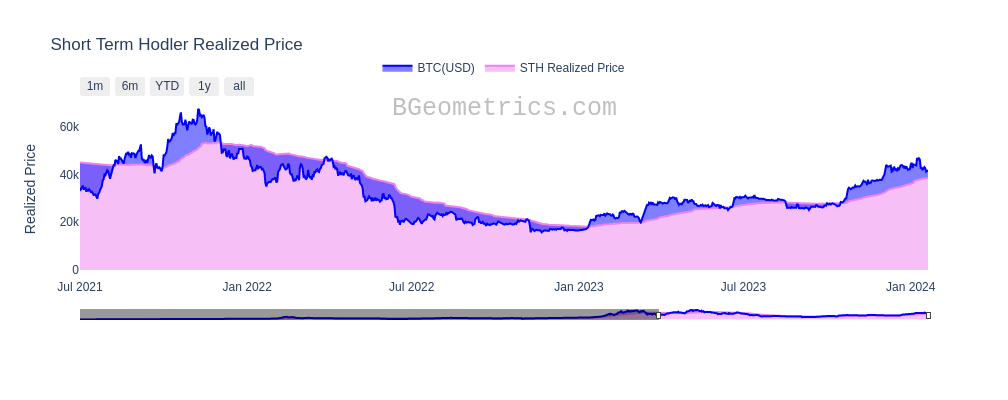 Short Term Hodler Realized Price
BTC(USD) STH Realized Price
1m 6m YTD 1y all
BGeometrics.com
Realized Price
60k
40k
20k
0
Jul 2021 Jan 2022 Jul 2022 Jan 2023 Jul 2023 Jan 2024